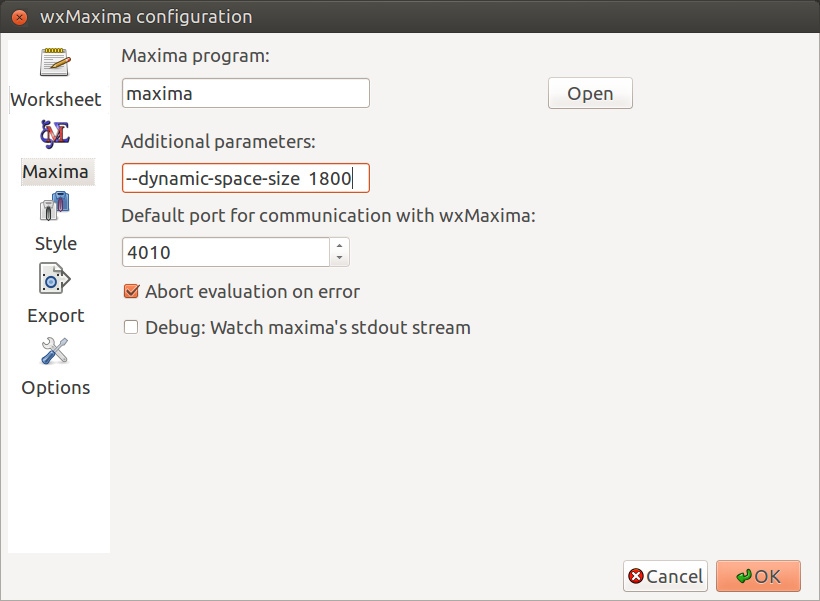 wxMaxima configuration
Worksheet
Maxima
Style
Export
Options
Maxima program:
maxima
Open
Additional parameters:
--dynamic-space-size 1800
Default port for communication with wxMaxima:
4010
Abort evaluation on error
Debug: Watch maxima's stdout stream
Cancel
OK